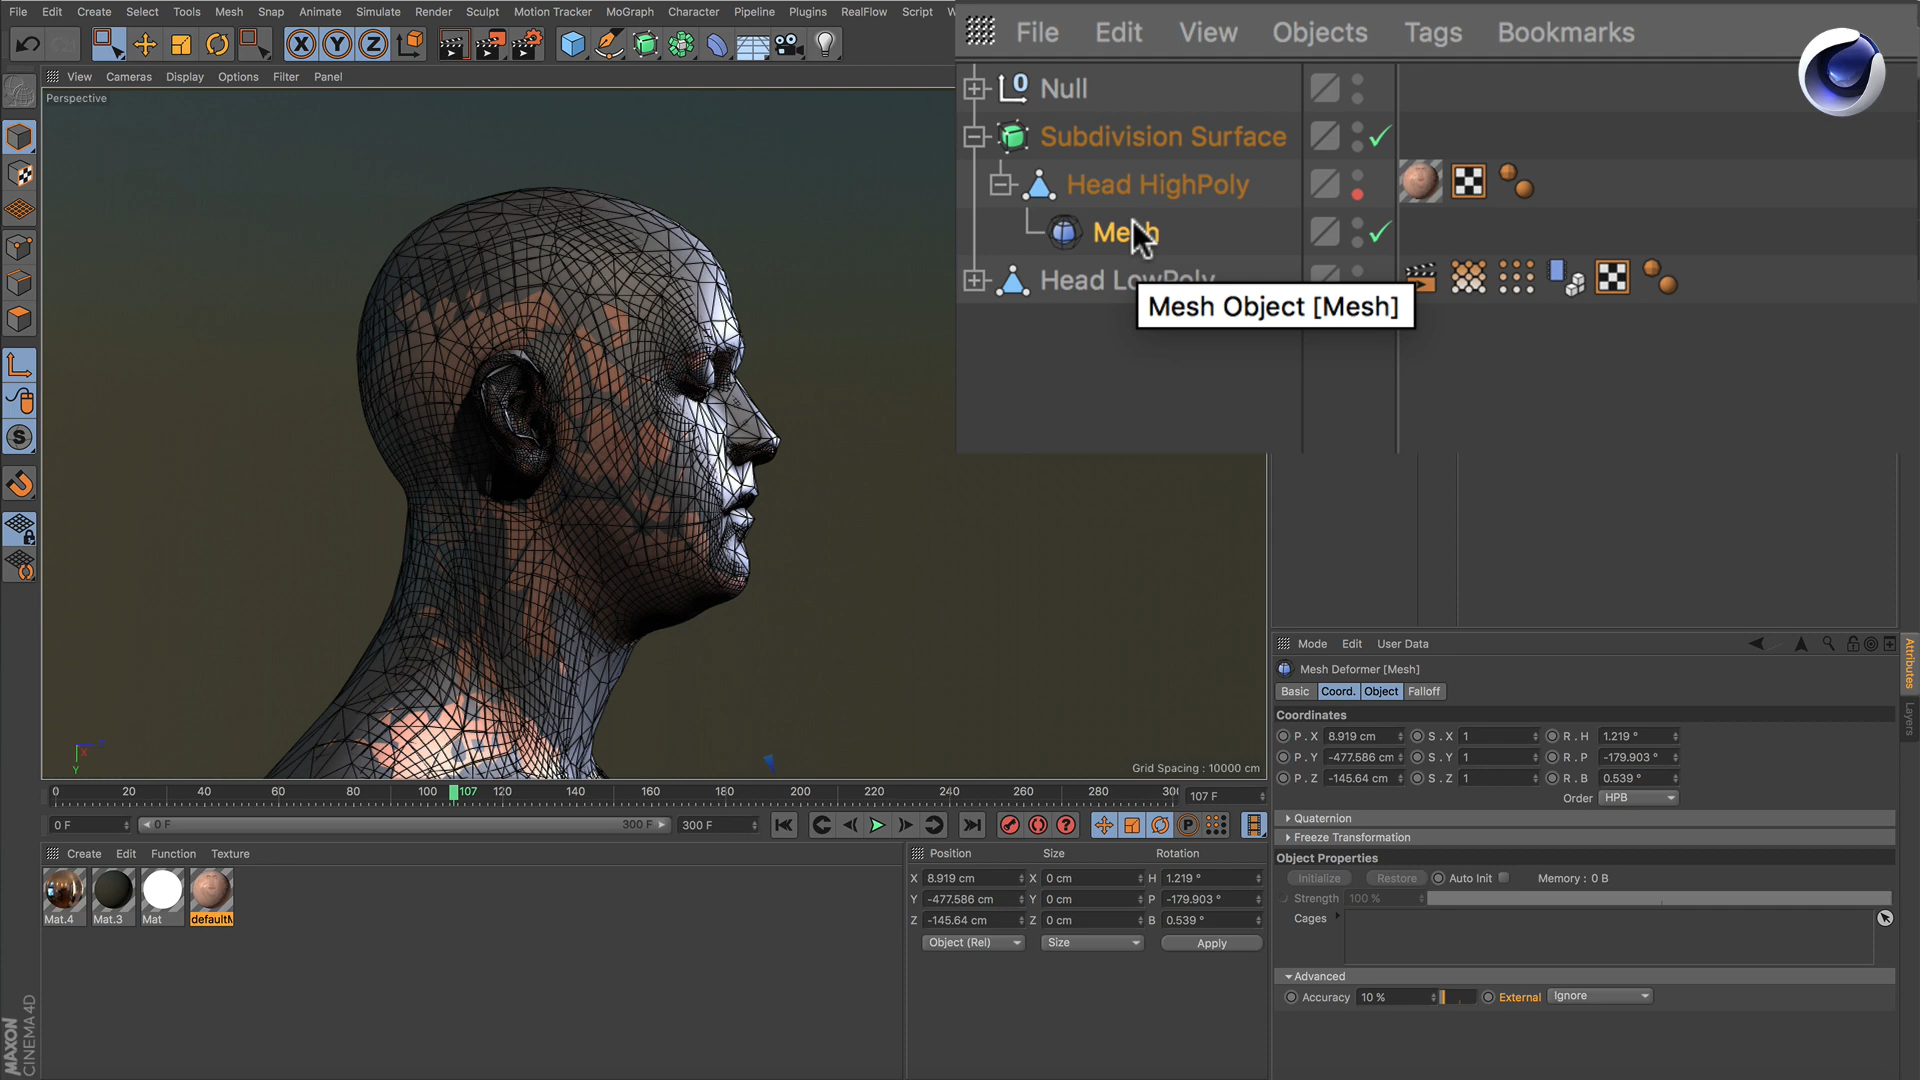 File Edit Create Select Tools Mesh Snap Animate Simulate Render Sculpt Motion Tracker MoGraph Character Pipeline Plugins RealFlow Script
File Edit View Objects Tags Bookmarks
View Cameras Display Options Filter Panel
Perspective
Null
Subdivision Surface
Head HighPoly
Mesh
Head LowPoly
Mesh Object [Mesh]
Grid Spacing : 10000 cm
0 20 40 60 80 100 107 120 140 160 180 200 220 240 260 280 107 F
0 F 0 F 300 F 300 F
Mode Edit User Data
Mesh Deformer [Mesh]
Basic Coord. Object Falloff
Coordinates
P . X 8.919 cm S . X 1 R . H 1.219 °
P . Y -477.586 cm S . Y 1 R . P -179.903 °
P . Z -145.64 cm S . Z 1 R . B 0.539 °
Order HPB
Quaternion
Freeze Transformation
Object Properties
Initialize Restore Auto Init Memory : 0 B
Strength 100 %
Cages
Advanced
Accuracy 10 % External Ignore
Attributes
Layers
Create Edit Function Texture
Mat.4 Mat.3 Mat defaultM
Position Size Rotation
X 8.919 cm X 0 cm H 1.219 °
Y -477.586 cm Y 0 cm P -179.903 °
Z -145.64 cm Z 0 cm B 0.539 °
Object (Rel) Size Apply
MAXON
CINEMA 4D